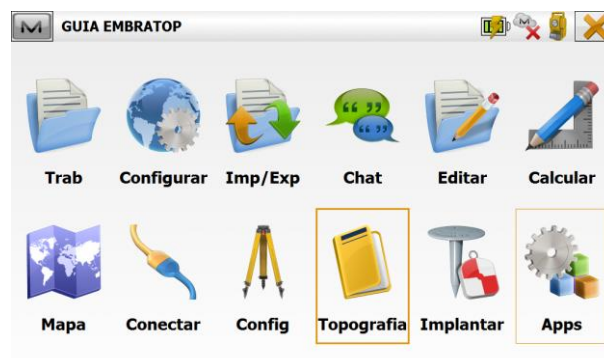 GUIA EMBRATOP
Trab Configurar Imp/Exp Chat Editar Calcular
Mapa Conectar Config Topografia Implantar Apps